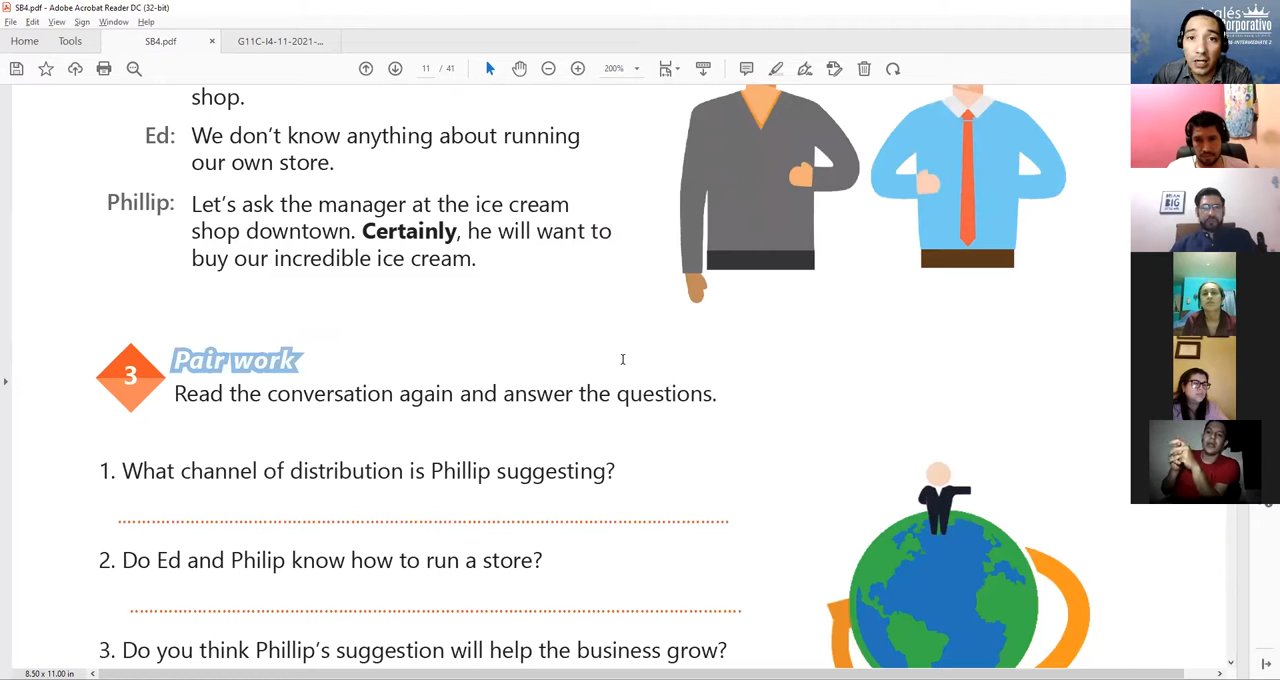 SB4.pdf - Adobe Acrobat Reader DC (32-bit)
File Edit View Sign Window Help
Home Tools SB4.pdf × G11C-I4-11-2021-...
11 / 41 200%
shop.
Ed: We don't know anything about running
our own store.
Phillip: Let's ask the manager at the ice cream
shop downtown. Certainly, he will want to
buy our incredible ice cream.
3 Pair work
Read the conversation again and answer the questions.
1. What channel of distribution is Phillip suggesting?
2. Do Ed and Philip know how to run a store?
3. Do you think Phillip's suggestion will help the business grow?
8.50 x 11.00 in
BIG